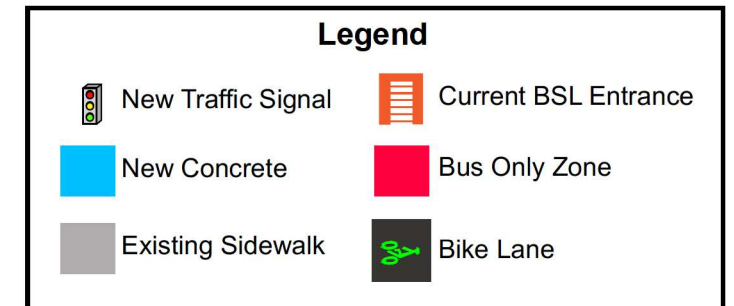 Legend
New Traffic Signal
Current BSL Entrance
New Concrete
Bus Only Zone
Existing Sidewalk
Bike Lane